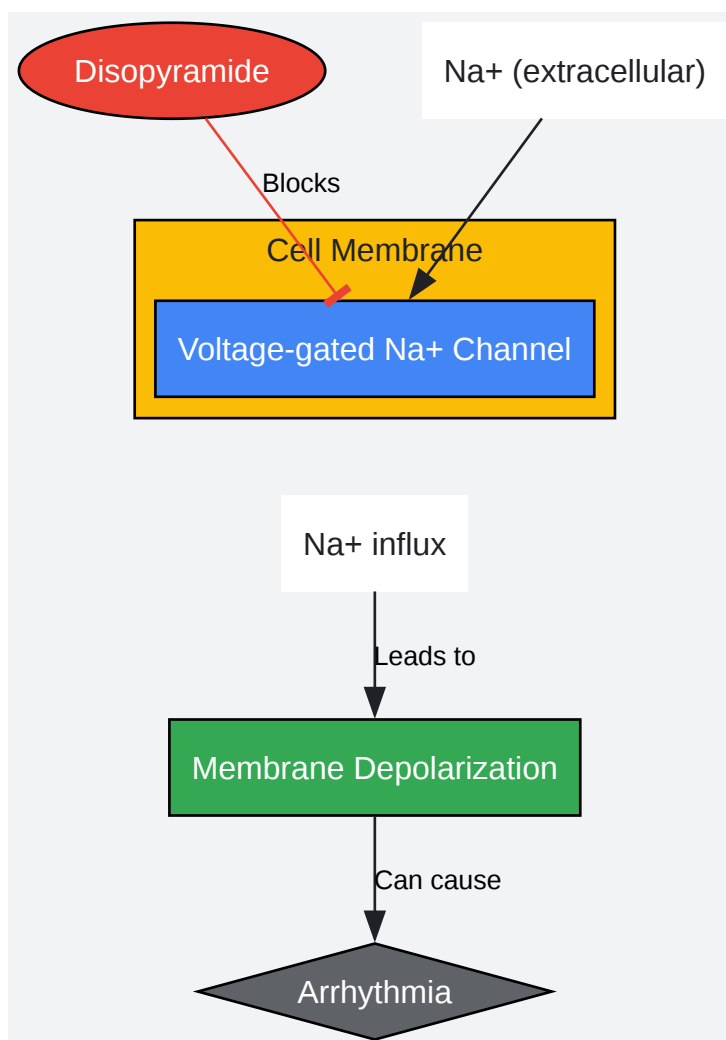 Disopyramide
Na+ (extracellular)
Blocks
Cell Membrane
Voltage-gated Na+ Channel
Na+ influx
Leads to
Membrane Depolarization
Can cause
Arrhythmia